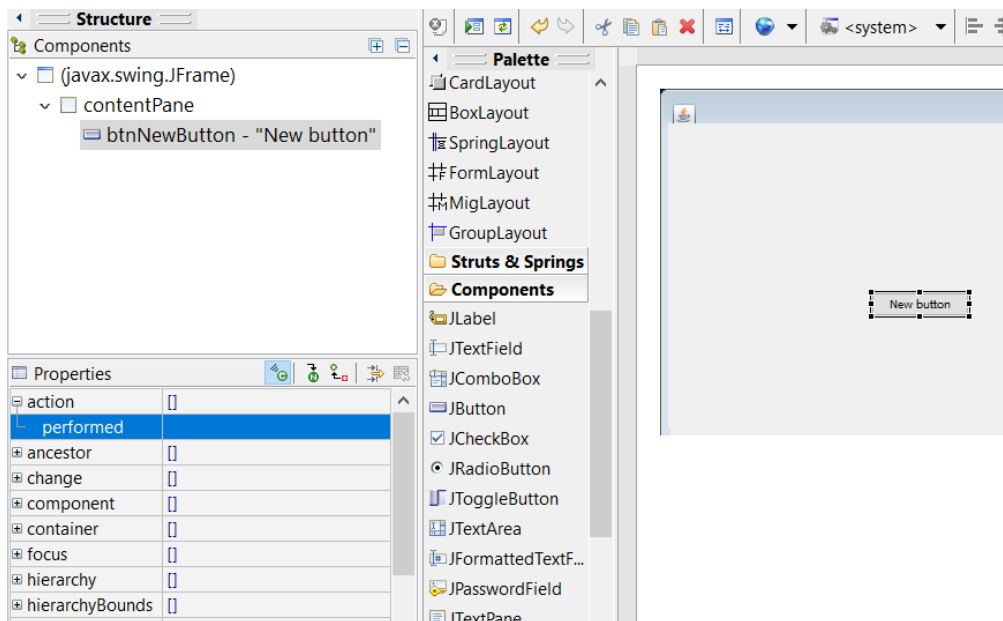 Structure
Components
(javax.swing.JFrame)
contentPane
btnNewButton - "New button"
Properties
action []
performed
ancestor []
change []
component []
container []
focus []
hierarchy []
hierarchyBounds []
<system>
Palette
CardLayout
BoxLayout
SpringLayout
FormLayout
MigLayout
GroupLayout
Struts & Springs
Components
JLabel
JTextField
JComboBox
JButton
JCheckBox
JRadioButton
JToggleButton
JTextArea
JFormattedTextF...
JPasswordField
JTextPane
New button